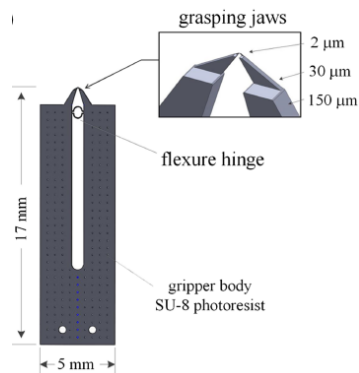 )
grasping jaws
2 μm
30 μm
150 μm
flexure hinge
17 mm
gripper body
SU-8 photoresist
5 mm